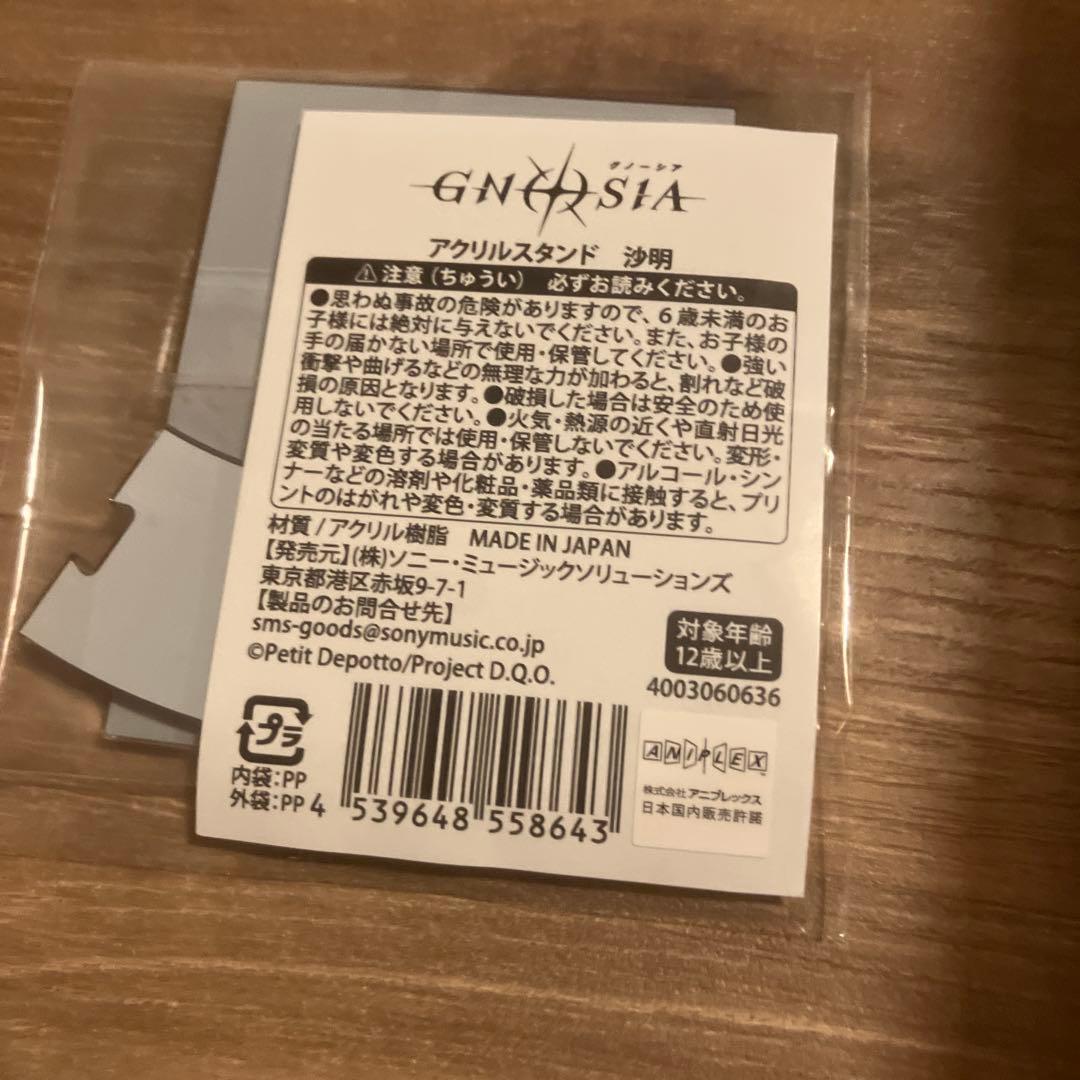 グノーシア
GNOSIA
アクリルスタンド 沙明
⚠注意(ちゅうい) 必ずお読みください。
●思わぬ事故の危険がありますので、6歳未満のお
子様には絶対に与えないでください。また、お子様の
手の届かない場所で使用・保管してください。●強い
衝撃や曲げるなどの無理な力が加わると、割れなど破
損の原因となります。●破損した場合は安全のため使
用しないでください。●火気・熱源の近くや直射日光
の当たる場所では使用・保管しないでください。変形・
変質や変色する場合があります。●アルコール・シン
ナーなどの溶剤や化粧品・薬品類に接触すると、プリ
ントのはがれや変色・変質する場合があります。
材質/アクリル樹脂 MADE IN JAPAN
【発売元】(株)ソニー・ミュージックソリューションズ
東京都港区赤坂9-7-1
【製品のお問合せ先】
sms-goods@sonymusic.co.jp
©Petit Depotto/Project D.Q.O.
対象年齢
12歳以上
4003060636
プラ
内袋:PP
外袋:PP
4 539648 558643
ANIPLEX
株式会社 アニプレックス
日本国内販売許諾